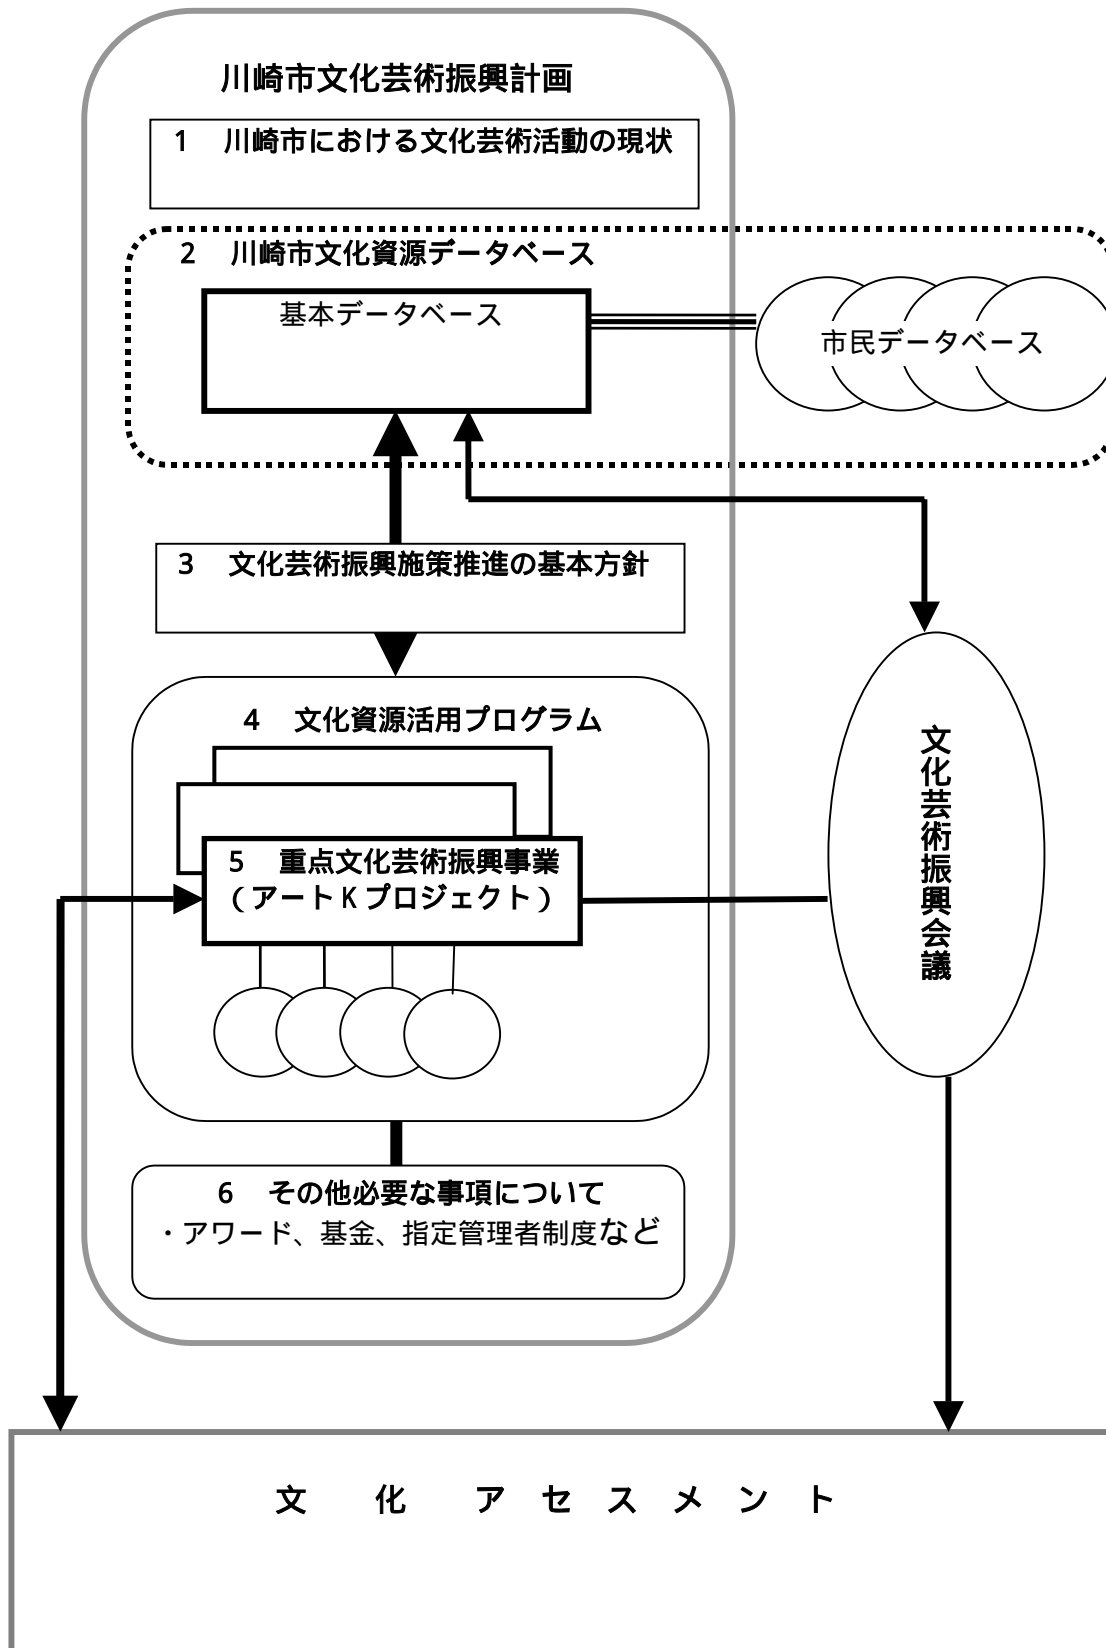 川崎市文化芸術振興計画
1 川崎市における文化芸術活動の現状
2 川崎市文化資源データベース
基本データベース
市民データベース
3 文化芸術振興施策推進の基本方針
4 文化資源活用プログラム
5 重点文化芸術振興事業
（アートKプロジェクト）
文化芸術振興会議
6 その他必要な事項について
・アワード、基金、指定管理者制度など
文化アセスメント